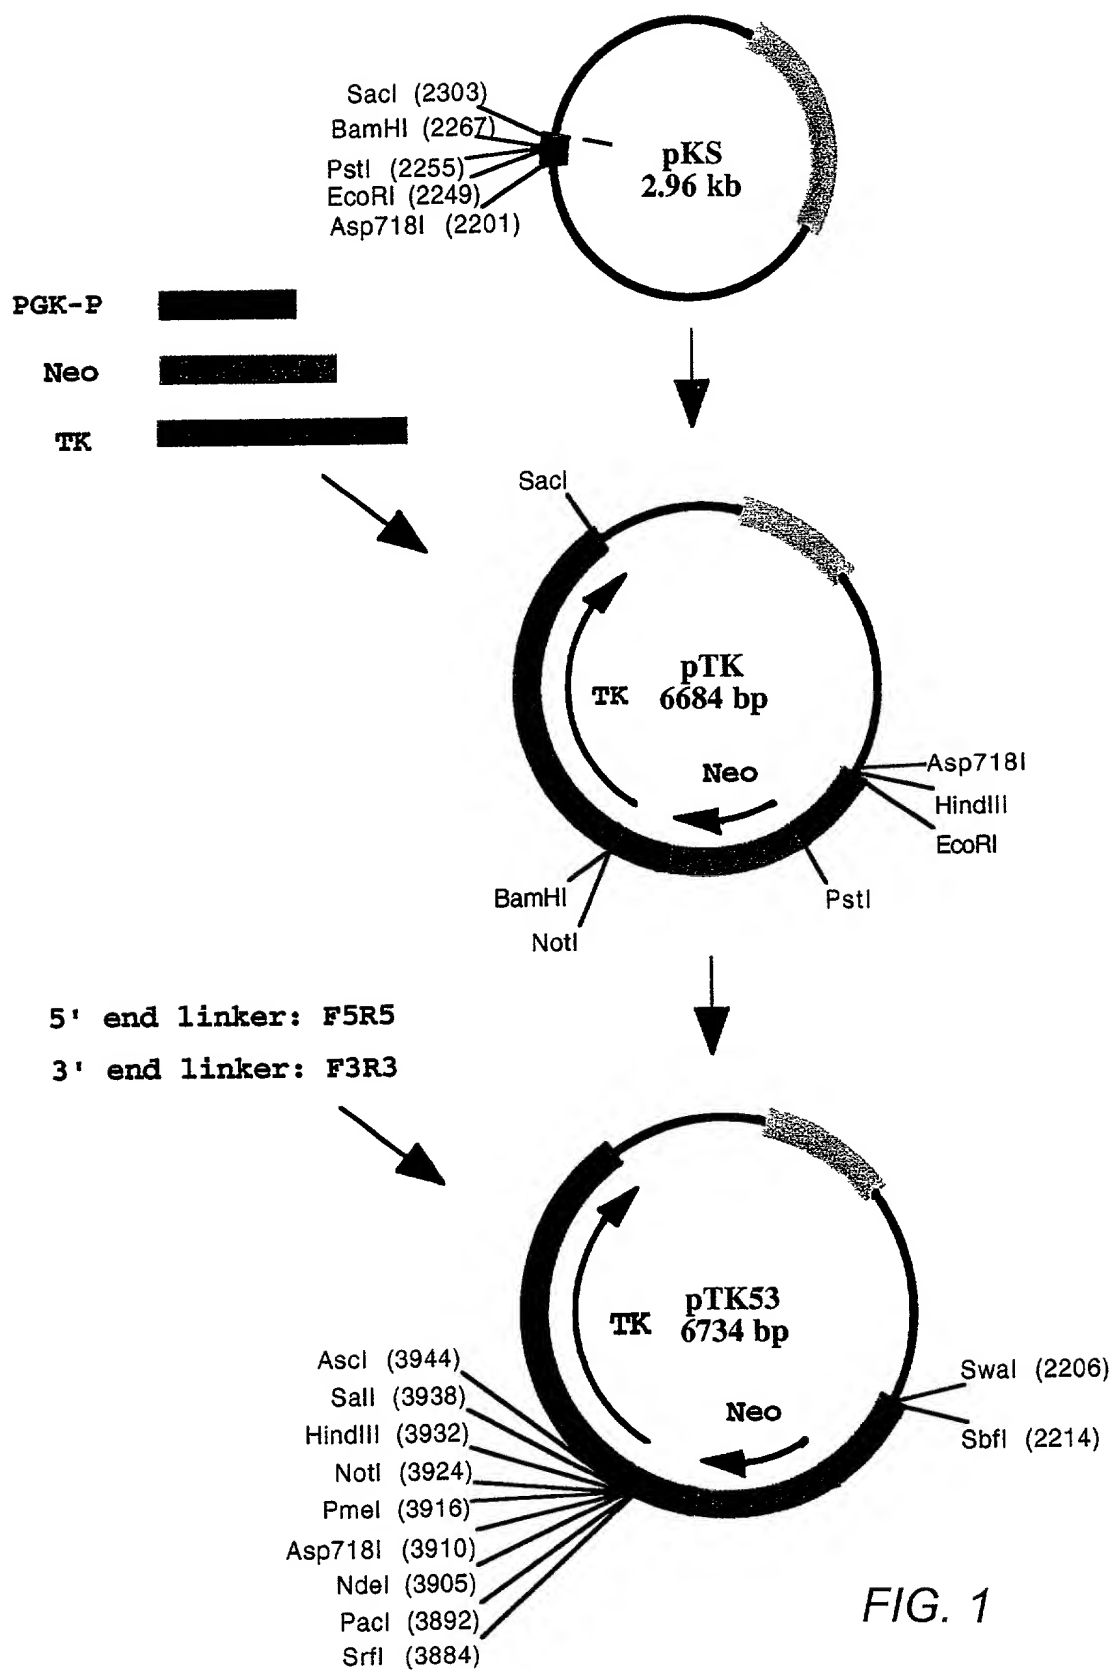 SacI (2303)
BamHI (2267)
PstI (2255)
EcoRI (2249)
Asp718I (2201)
pKS
2.96 kb
PGK-P
Neo
TK
SacI
pTK
6684 bp
TK
Neo
Asp718I
HindIII
EcoRI
PstI
BamHI
NotI
5' end linker: F5R5
3' end linker: F3R3
pTK53
6734 bp
TK
Neo
SwaI (2206)
SbfI (2214)
AscI (3944)
SalI (3938)
HindIII (3932)
NotI (3924)
PmeI (3916)
Asp718I (3910)
NdeI (3905)
PacI (3892)
SrfI (3884)
FIG. 1